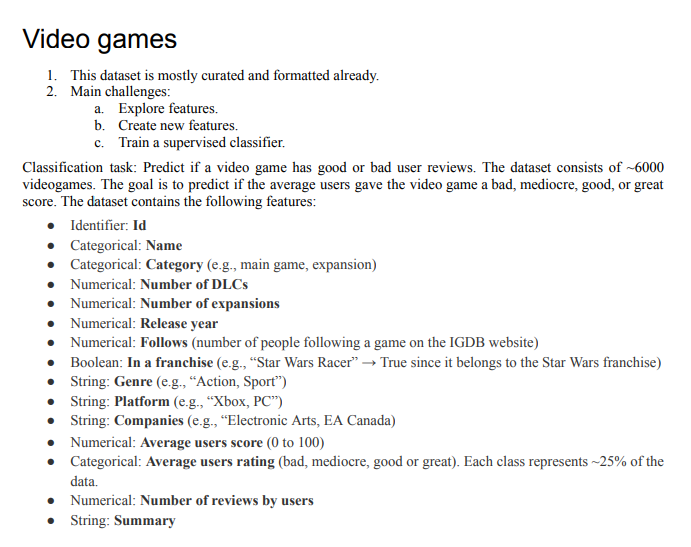 Video games
1. This dataset is mostly curated and formatted already.
2. Main challenges:
a. Explore features.
b. Create new features.
c. Train a supervised classifier.
Classification task: Predict if a video game has good or bad user reviews. The dataset consists of ~6000
videogames. The goal is to predict if the average users gave the video game a bad, mediocre, good, or great
score. The dataset contains the following features:
● Identifier: Id
● Categorical: Name
● Categorical: Category (e.g., main game, expansion)
● Numerical: Number of DLCs
● Numerical: Number of expansions
● Numerical: Release year
● Numerical: Follows (number of people following a game on the IGDB website)
● Boolean: In a franchise (e.g., “Star Wars Racer” → True since it belongs to the Star Wars franchise)
● String: Genre (e.g., “Action, Sport”)
● String: Platform (e.g., “Xbox, PC”)
● String: Companies (e.g., “Electronic Arts, EA Canada)
● Numerical: Average users score (0 to 100)
● Categorical: Average users rating (bad, mediocre, good or great). Each class represents ~25% of the
data.
● Numerical: Number of reviews by users
● String: Summary